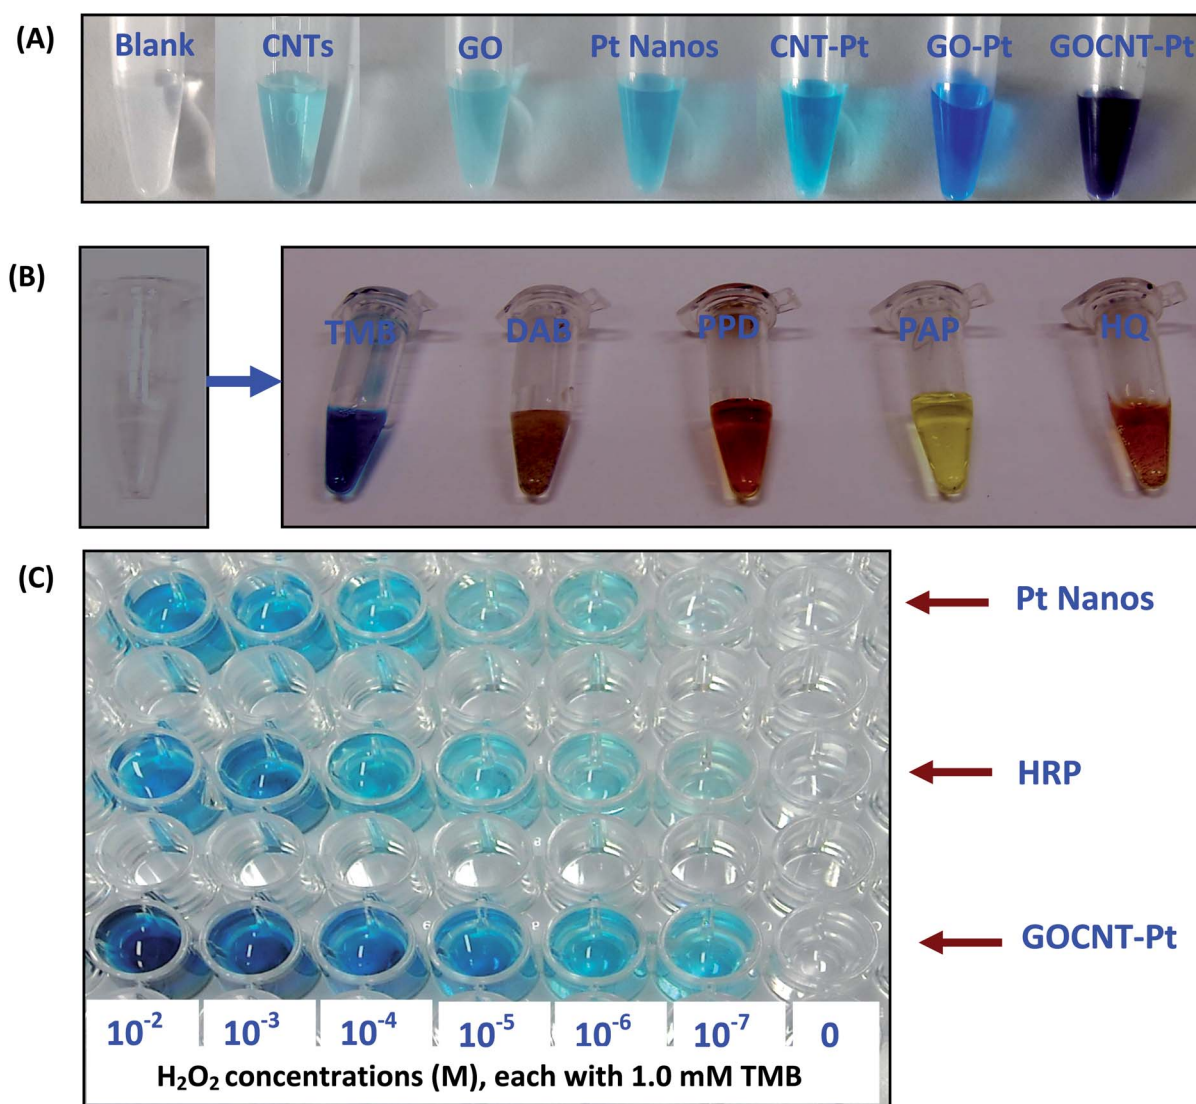 (A)
Blank CNTs GO Pt Nanos CNT-Pt GO-Pt GOCNT-Pt
(B)
TMB DAB PPD PAP HQ
(C)
Pt Nanos
HRP
GOCNT-Pt
10⁻² 10⁻³ 10⁻⁴ 10⁻⁵ 10⁻⁶ 10⁻⁷ 0
H₂O₂ concentrations (M), each with 1.0 mM TMB